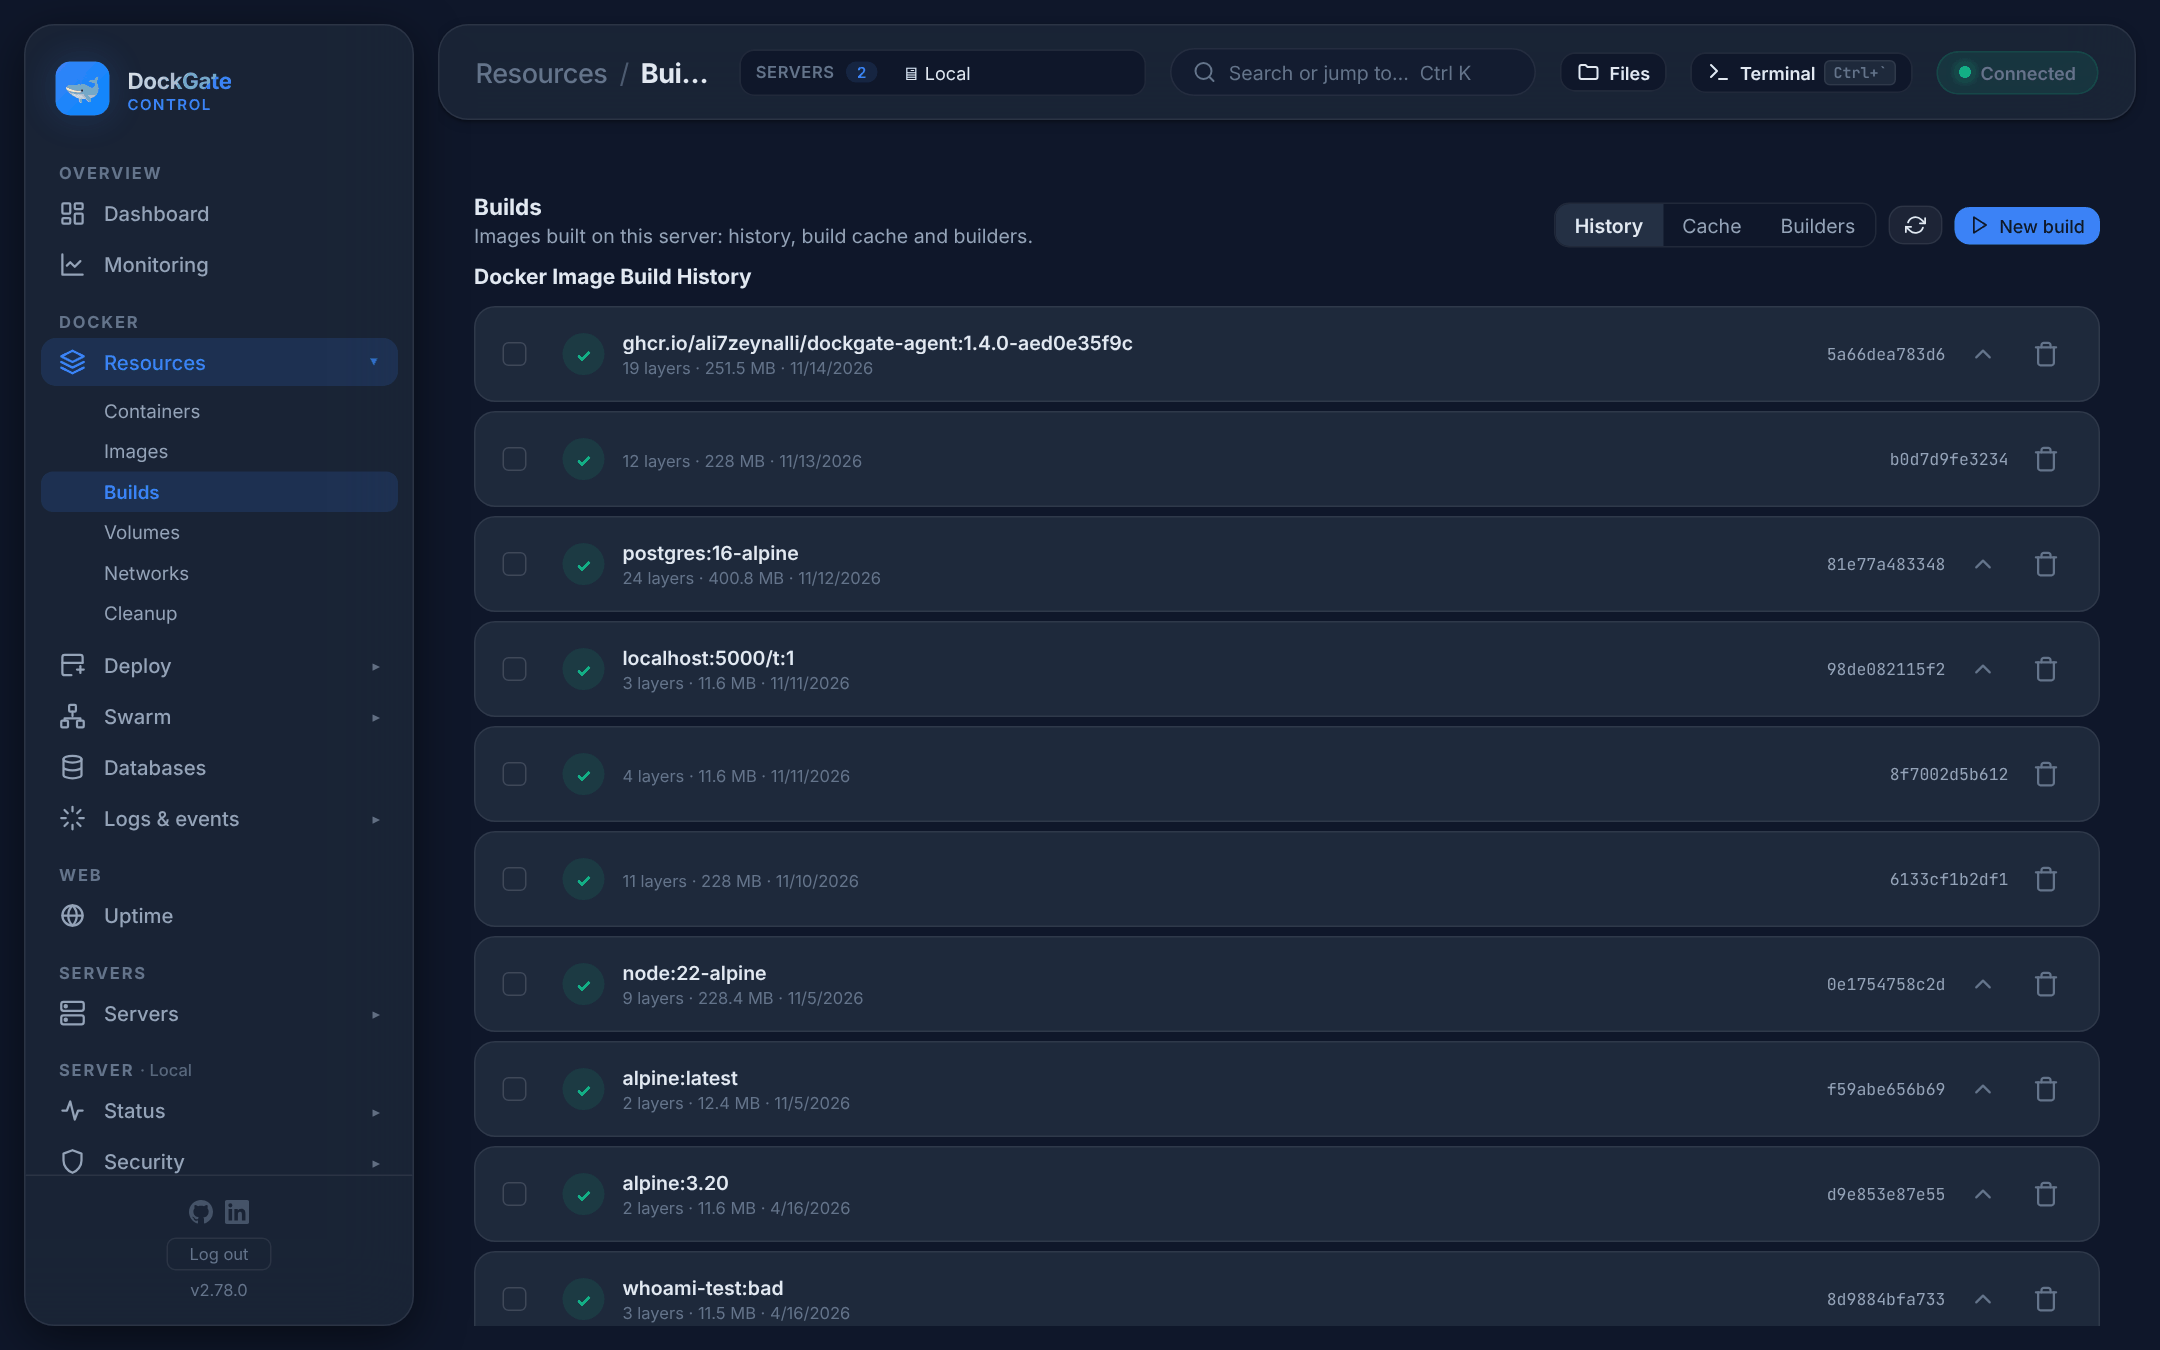 DockGate
CONTROL
OVERVIEW
Dashboard
Monitoring
DOCKER
Resources
Containers
Images
Builds
Volumes
Networks
Cleanup
Deploy
Swarm
Databases
Logs & events
WEB
Uptime
SERVERS
Servers
SERVER · Local
Status
Security
Log out
v2.78.0
Resources / Bui...
SERVERS 2 Local
Search or jump to... Ctrl K
Files
Terminal Ctrl+`
Connected
Builds
Images built on this server: history, build cache and builders.
History Cache Builders
New build
Docker Image Build History
ghcr.io/ali7zeynalli/dockgate-agent:1.4.0-aed0e35f9c
19 layers · 251.5 MB · 11/14/2026
5a66dea783d6
12 layers · 228 MB · 11/13/2026
b0d7d9fe3234
postgres:16-alpine
24 layers · 400.8 MB · 11/12/2026
81e77a483348
localhost:5000/t:1
3 layers · 11.6 MB · 11/11/2026
98de082115f2
4 layers · 11.6 MB · 11/11/2026
8f7002d5b612
11 layers · 228 MB · 11/10/2026
6133cf1b2df1
node:22-alpine
9 layers · 228.4 MB · 11/5/2026
0e1754758c2d
alpine:latest
2 layers · 12.4 MB · 11/5/2026
f59abe656b69
alpine:3.20
2 layers · 11.6 MB · 4/16/2026
d9e853e87e55
whoami-test:bad
3 layers · 11.5 MB · 4/16/2026
8d9884bfa733